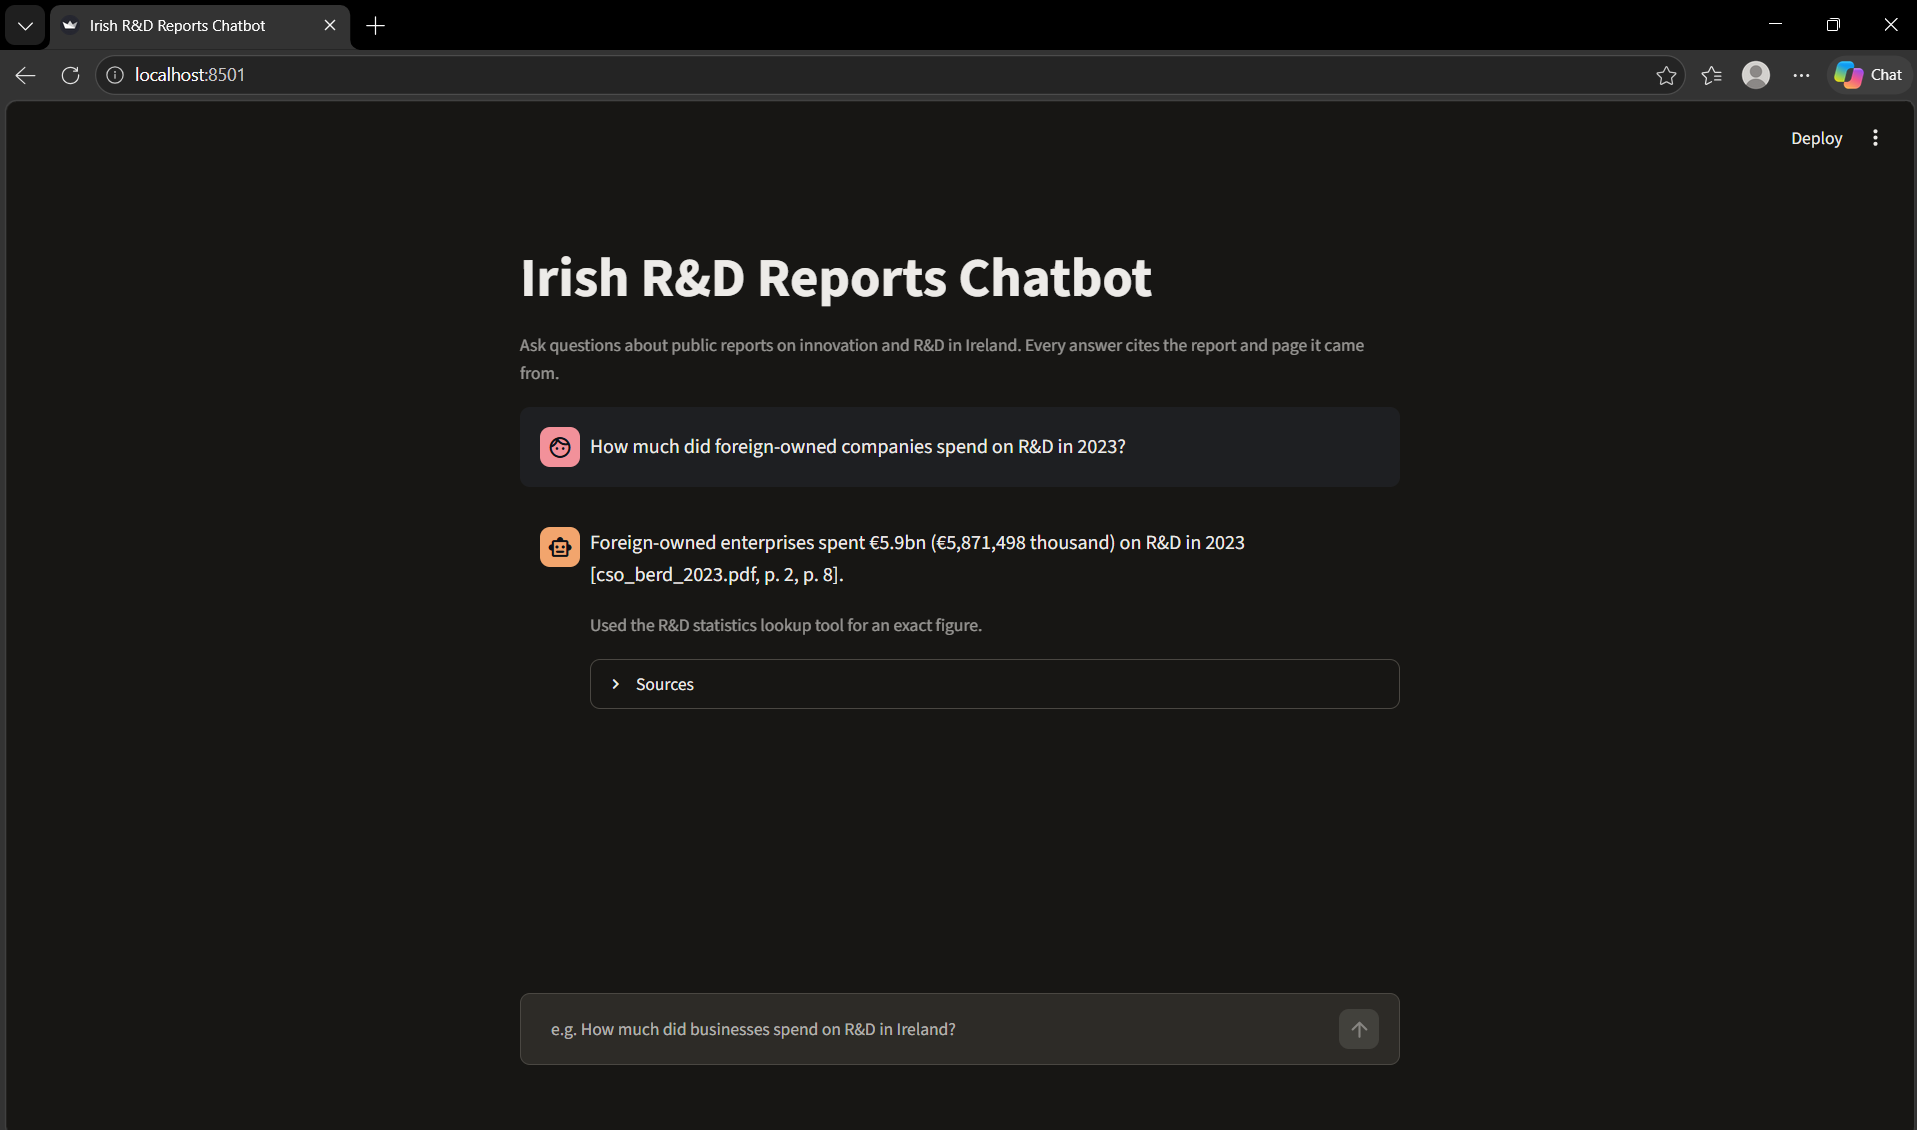 Irish R&D Reports Chatbot
localhost:8501
Chat
Deploy
Irish R&D Reports Chatbot
Ask questions about public reports on innovation and R&D in Ireland. Every answer cites the report and page it came
from.
How much did foreign-owned companies spend on R&D in 2023?
Foreign-owned enterprises spent €5.9bn (€5,871,498 thousand) on R&D in 2023
[cso_berd_2023.pdf, p. 2, p. 8].
Used the R&D statistics lookup tool for an exact figure.
Sources
e.g. How much did businesses spend on R&D in Ireland?